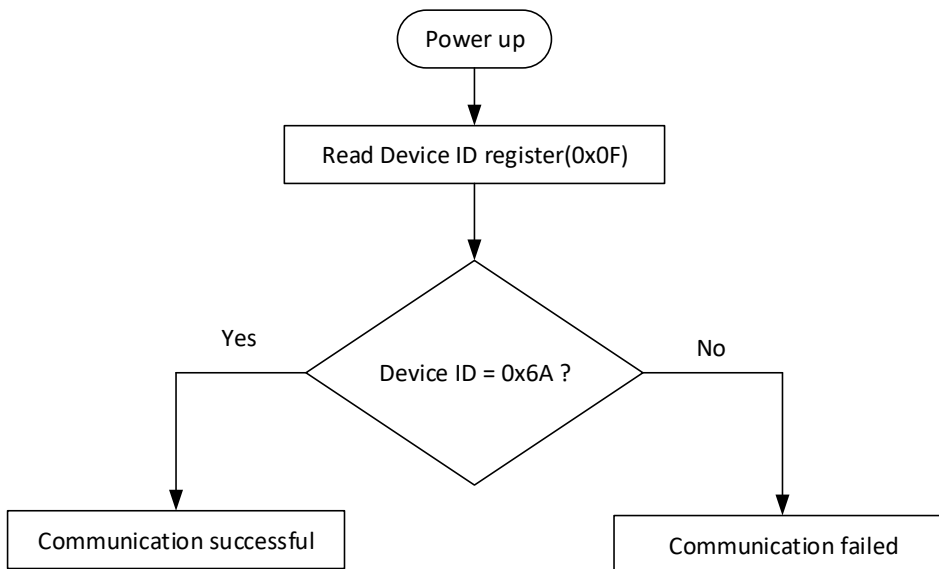 Power up
Read Device ID register(0x0F)
Yes
No
Device ID = 0x6A ?
Communication successful
Communication failed